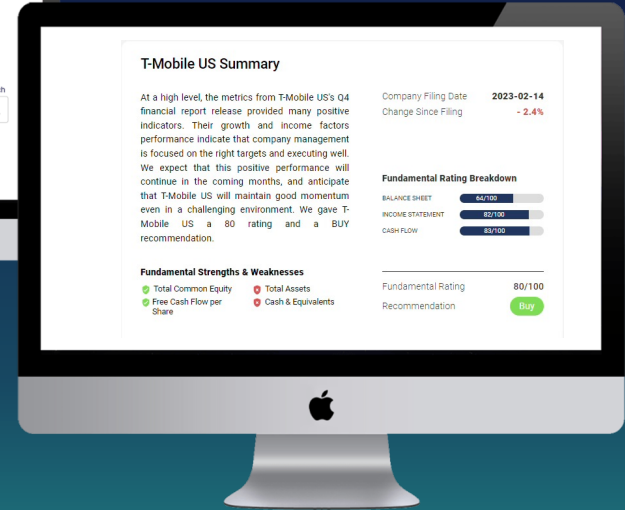 h
T-Mobile US Summary
At a high level, the metrics from T-Mobile US's Q4
financial report release provided many positive
indicators. Their growth and income factors
performance indicate that company management
is focused on the right targets and executing well.
We expect that this positive performance will
continue in the coming months, and anticipate
that T-Mobile US will maintain good momentum
even in a challenging environment. We gave T-
Mobile US a 80 rating and a BUY
recommendation.
Fundamental Strengths & Weaknesses
Total Common Equity
Free Cash Flow per
Share
Total Assets
Cash & Equivalents
Company Filing Date 2023-02-14
Change Since Filing - 2.4%
Fundamental Rating Breakdown
BALANCE SHEET 64/100
INCOME STATEMENT 82/100
CASH FLOW 83/100
Fundamental Rating 80/100
Recommendation Buy